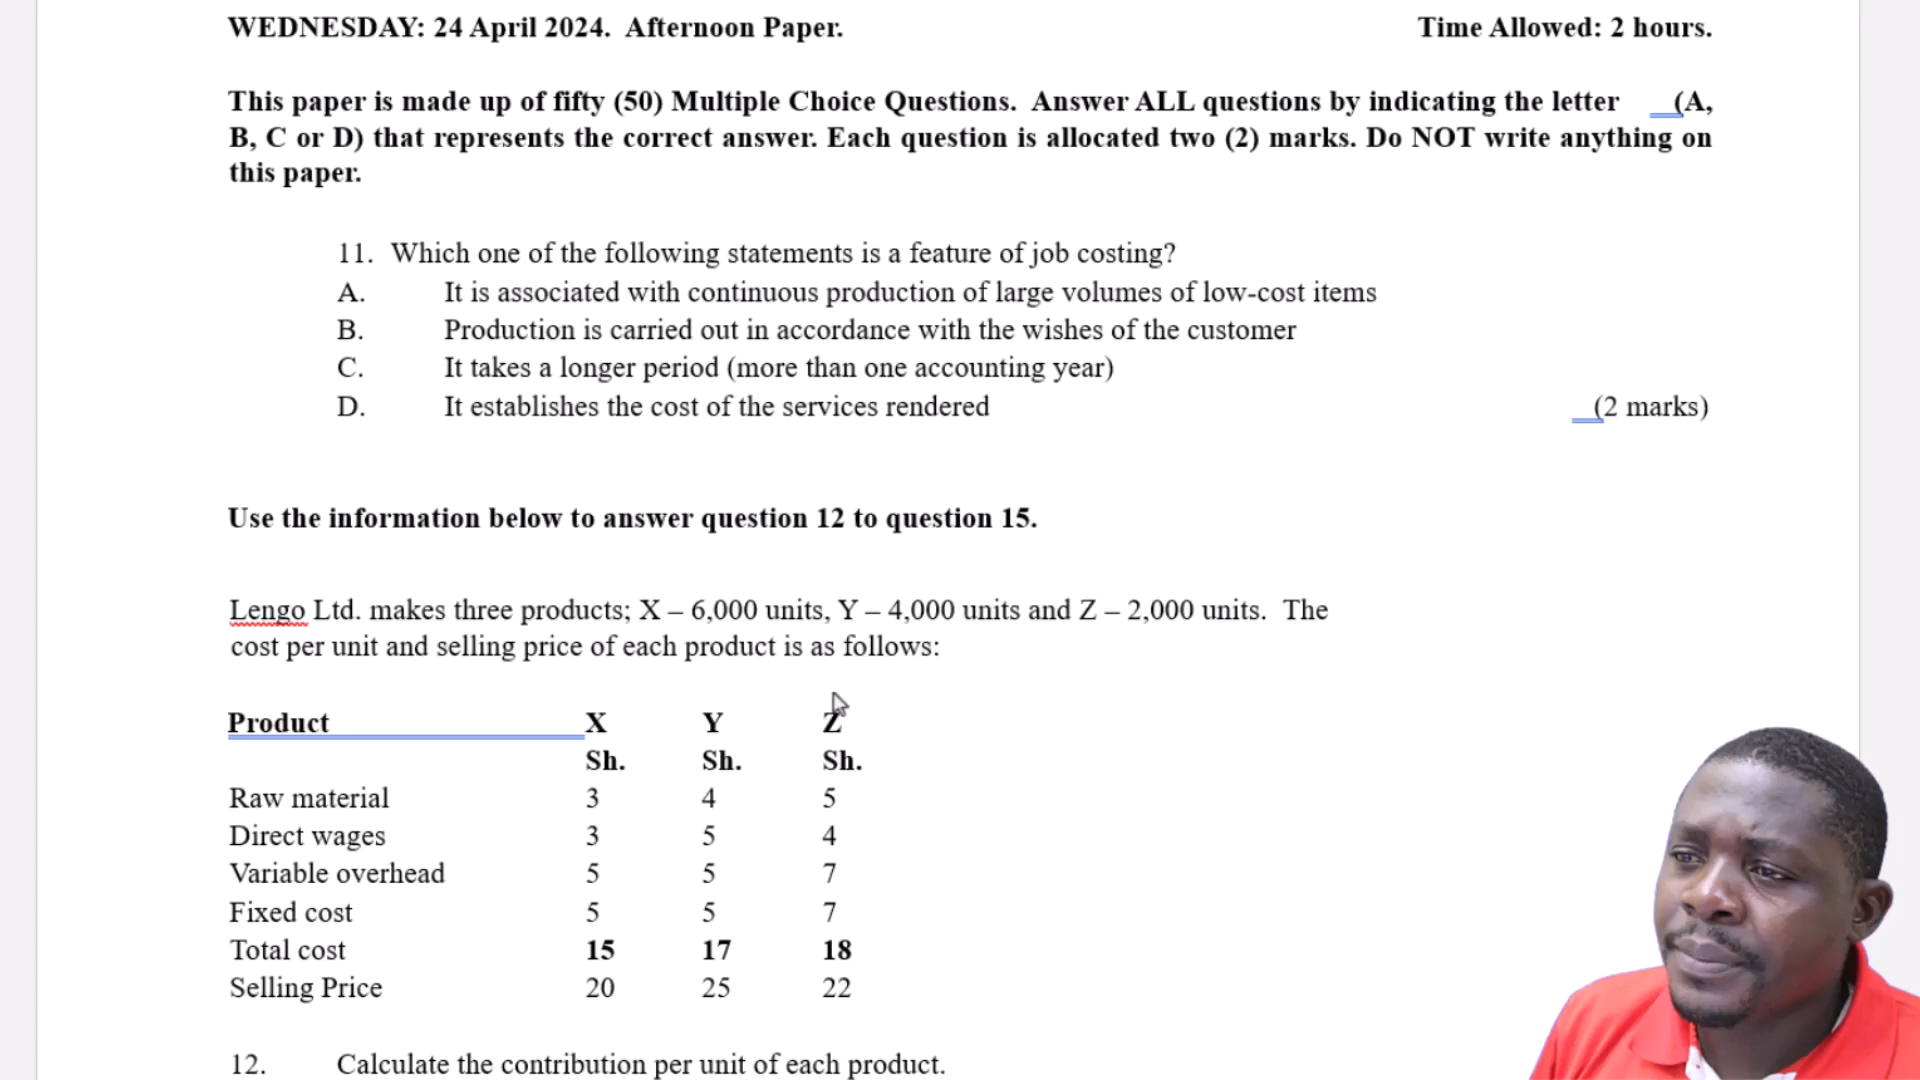 WEDNESDAY: 24 April 2024. Afternoon Paper. Time Allowed: 2 hours.
This paper is made up of fifty (50) Multiple Choice Questions. Answer ALL questions by indicating the letter (A,
B, C or D) that represents the correct answer. Each question is allocated two (2) marks. Do NOT write anything on
this paper.
11. Which one of the following statements is a feature of job costing?
A. It is associated with continuous production of large volumes of low-cost items
B. Production is carried out in accordance with the wishes of the customer
C. It takes a longer period (more than one accounting year)
D. It establishes the cost of the services rendered (2 marks)
Use the information below to answer question 12 to question 15.
Lengo Ltd. makes three products; X – 6,000 units, Y – 4,000 units and Z – 2,000 units. The
cost per unit and selling price of each product is as follows:
Product X Y Z
Sh. Sh. Sh.
Raw material 3 4 5
Direct wages 3 5 4
Variable overhead 5 5 7
Fixed cost 5 5 7
Total cost 15 17 18
Selling Price 20 25 22
12. Calculate the contribution per unit of each product.